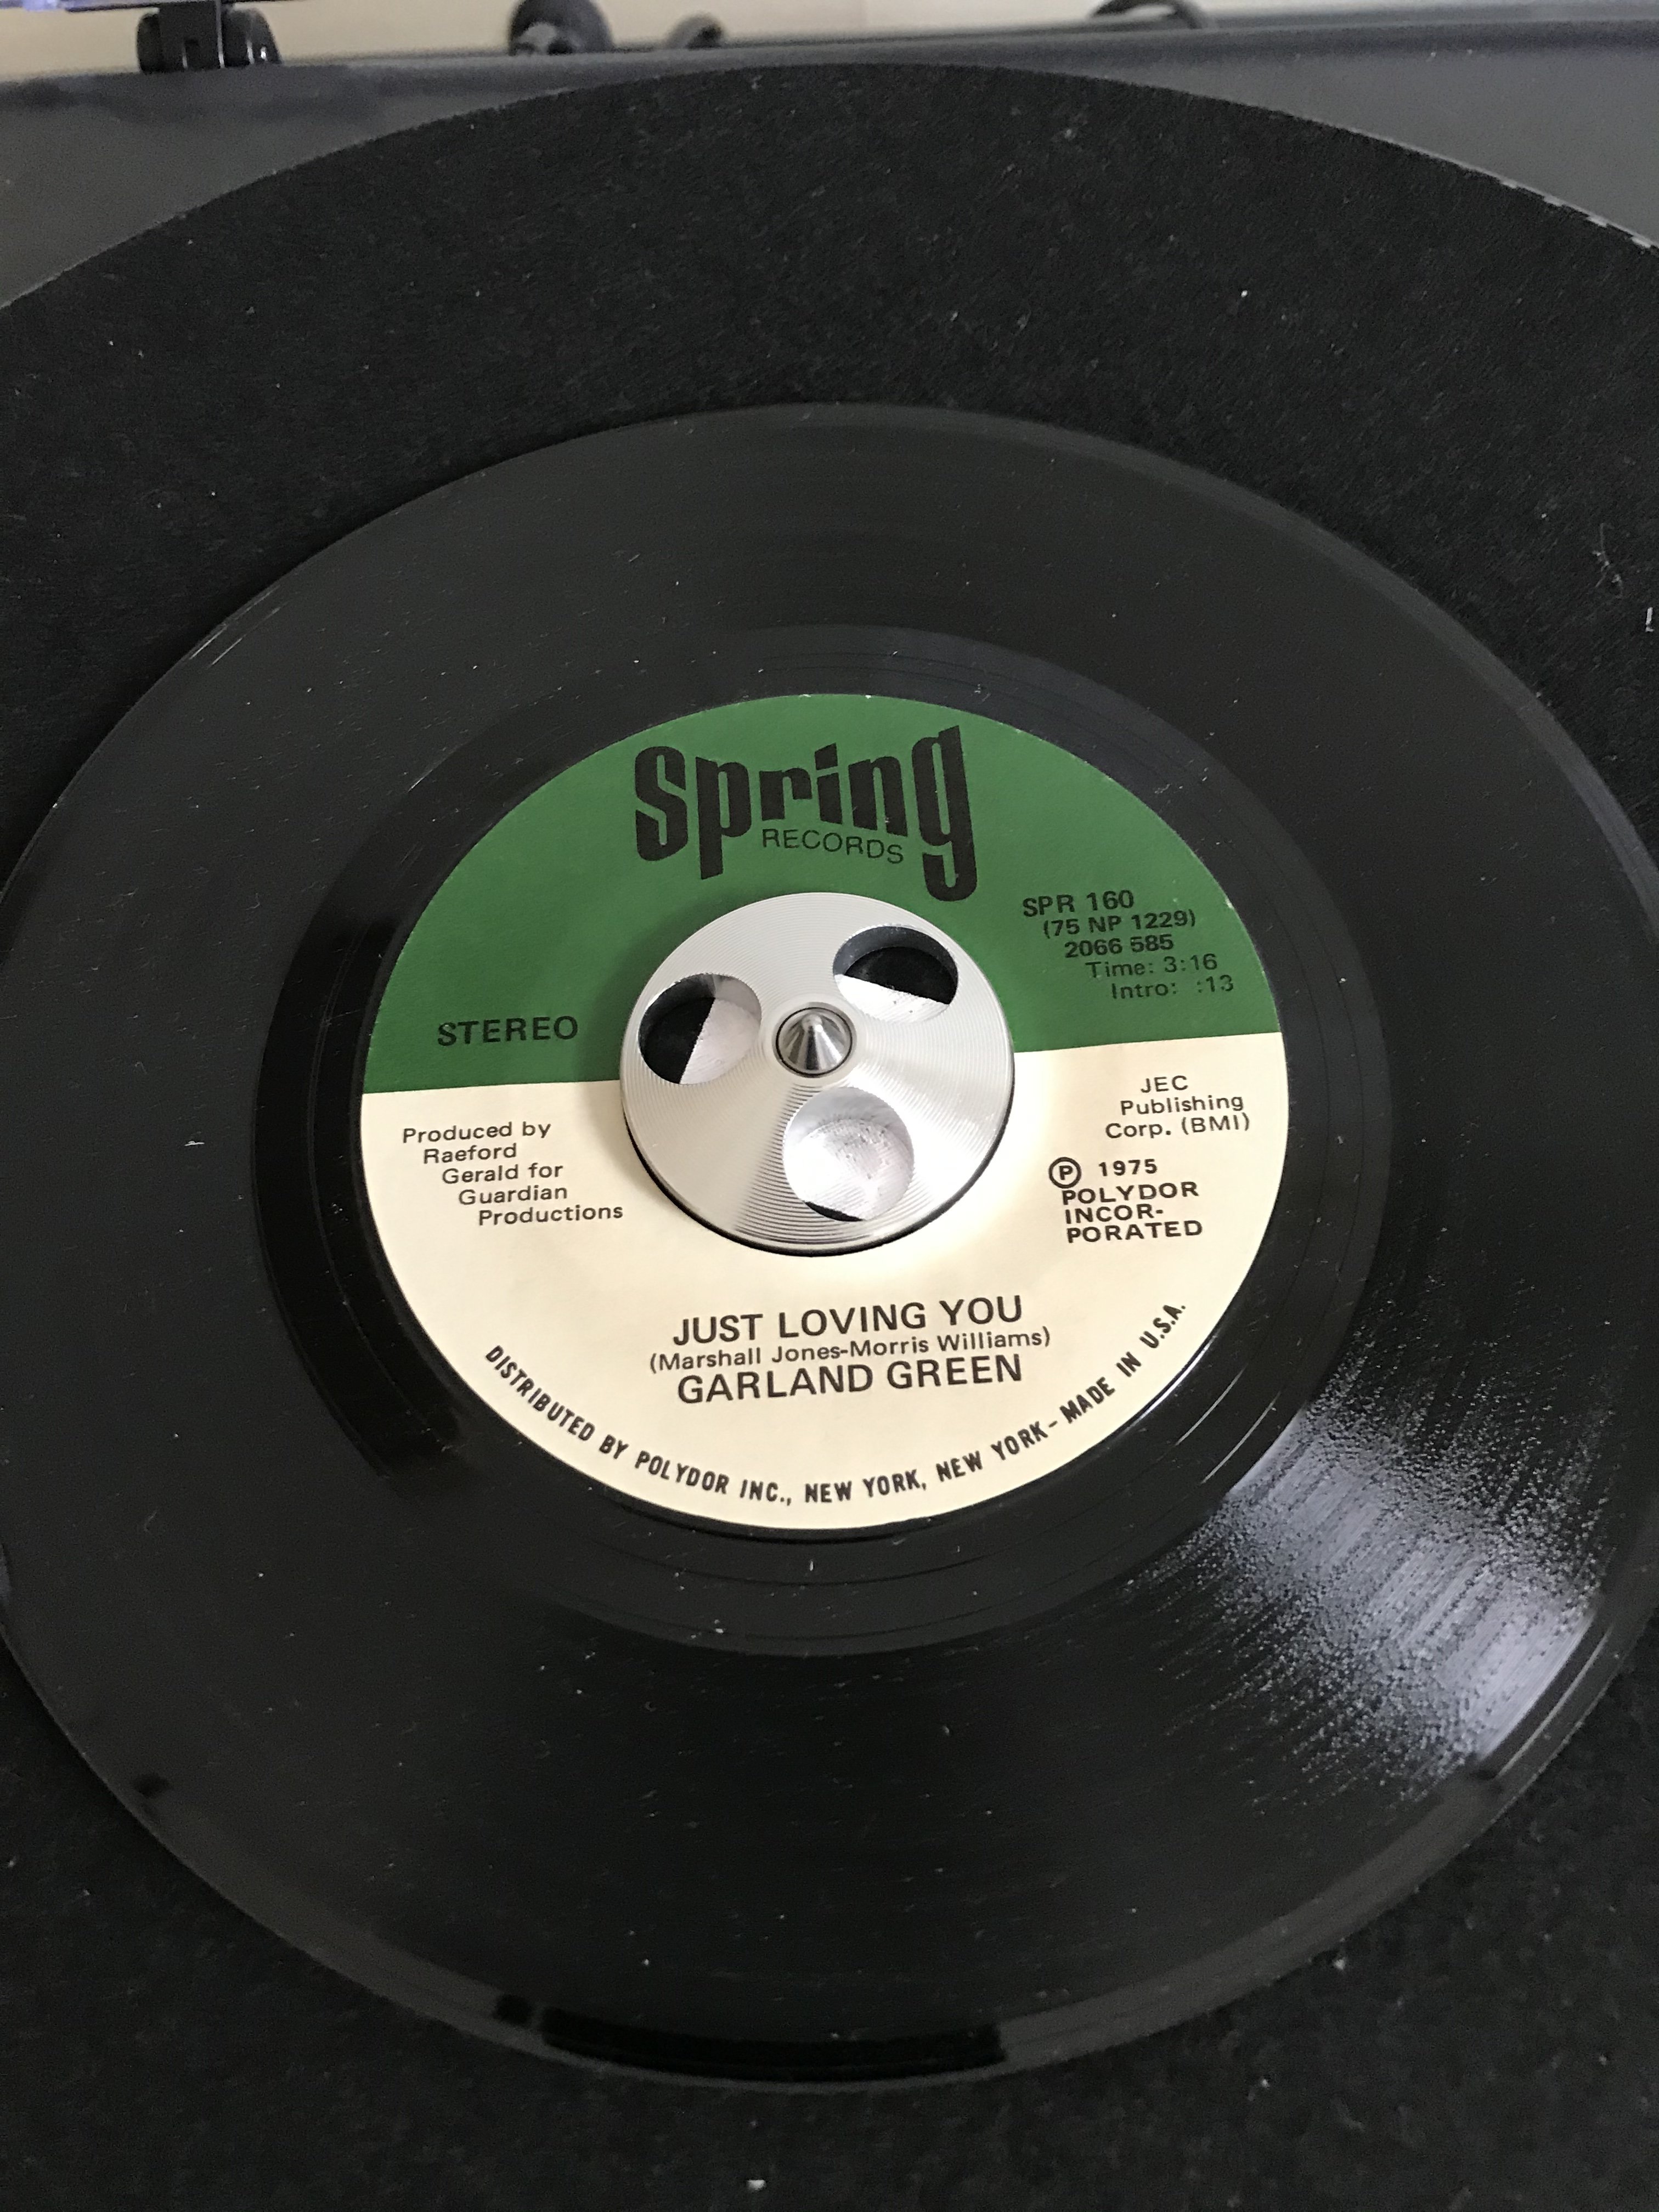 Spring
RECORDS
SPR 160
(75 NP 1229)
2066 585
Time: 3:16
Intro: :13
STEREO
Produced by
Raeford
Gerald for
Guardian
Productions
JEC
Publishing
Corp. (BMI)
Ⓟ 1975
POLYDOR
INCOR-
PORATED
JUST LOVING YOU
(Marshall Jones-Morris Williams)
GARLAND GREEN
DISTRIBUTED BY POLYDOR INC., NEW YORK, NEW YORK - MADE IN U.S.A.